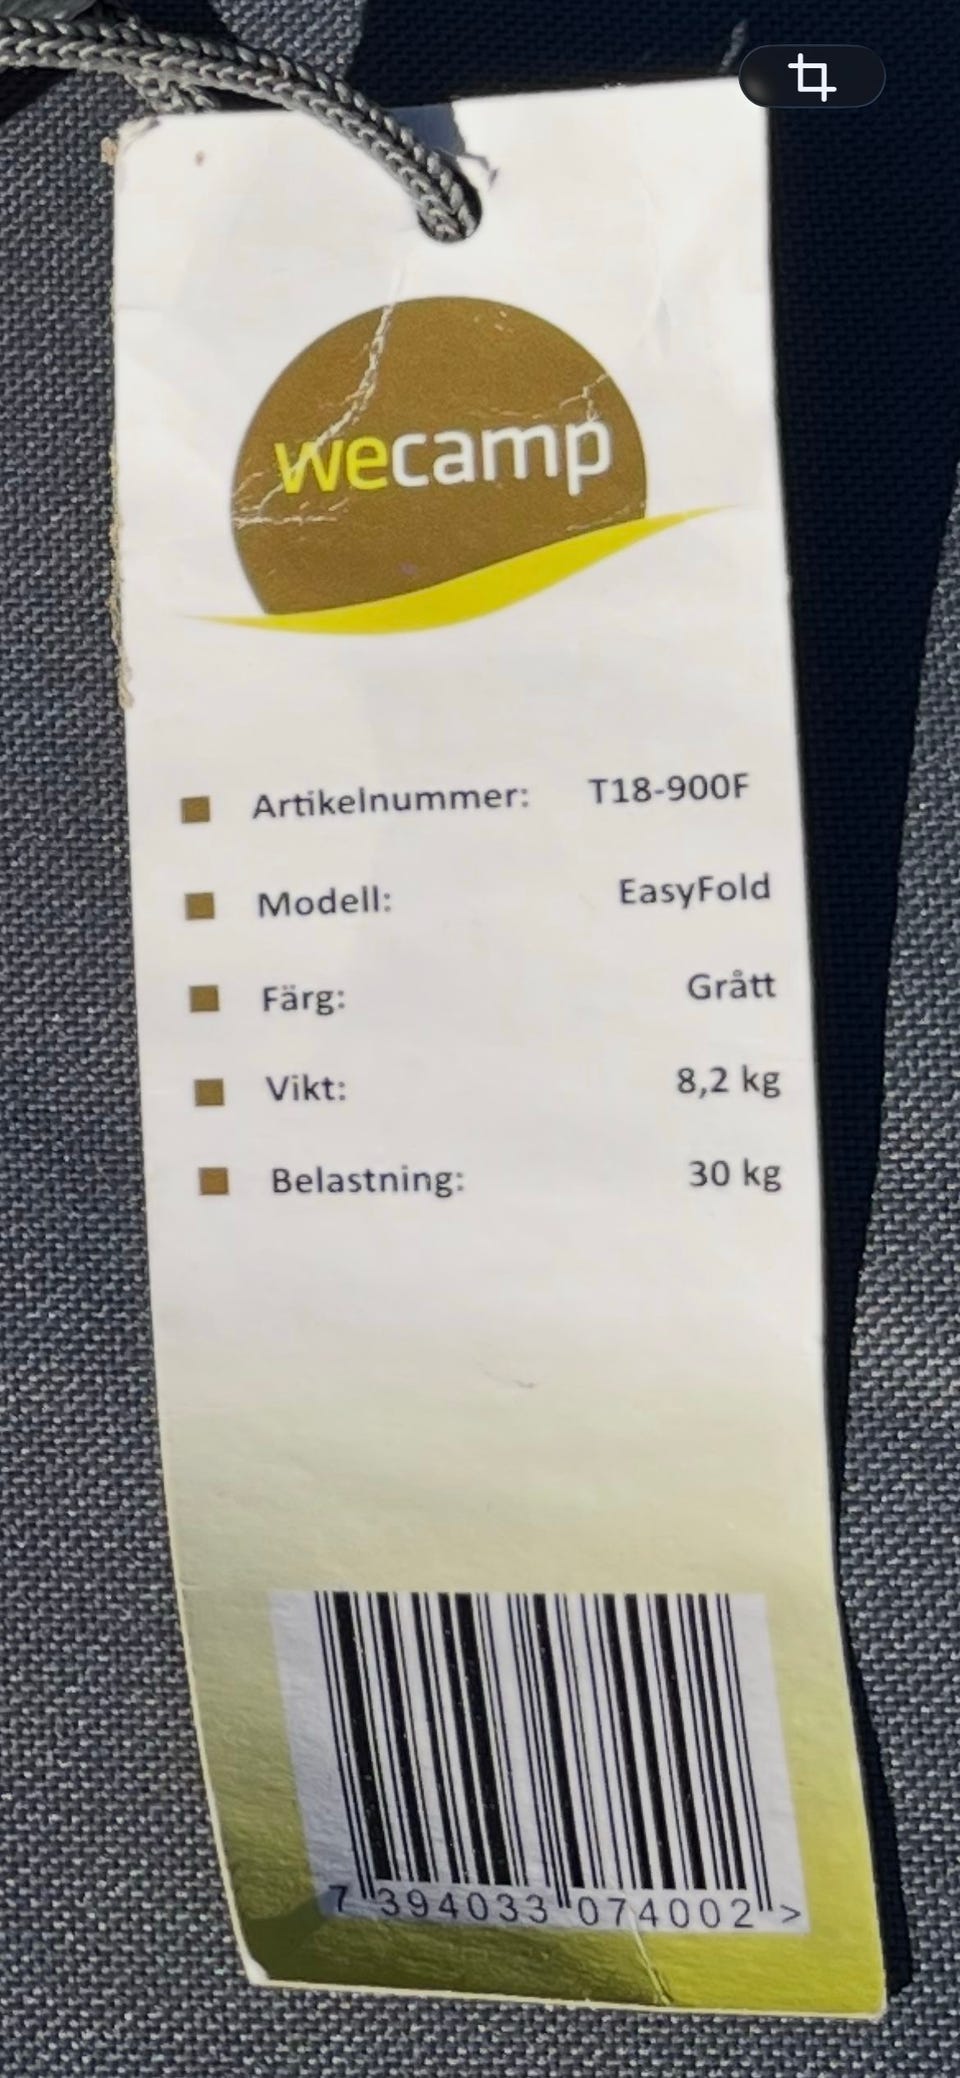 wecamp
Artikelnummer: T18-900F
Modell: EasyFold
Färg: Grått
Vikt: 8,2 kg
Belastning: 30 kg
7 394033 074002 >